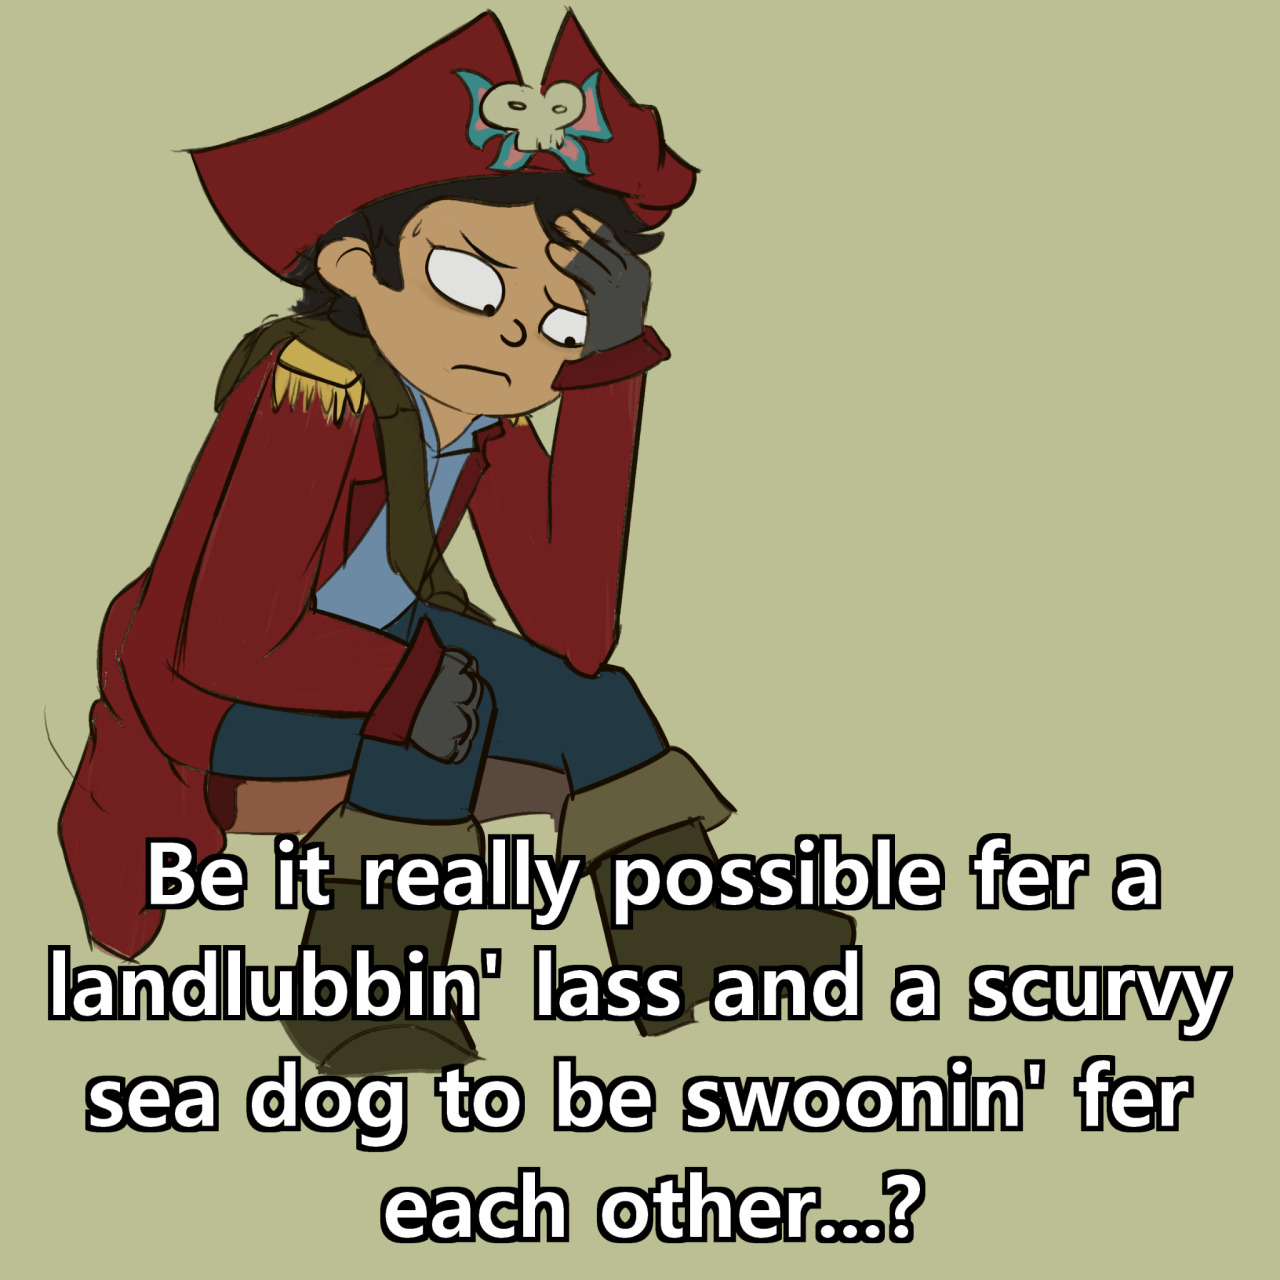 Be it really possible fer a
landlubbin' lass and a scurvy
sea dog to be swoonin' fer
each other...?